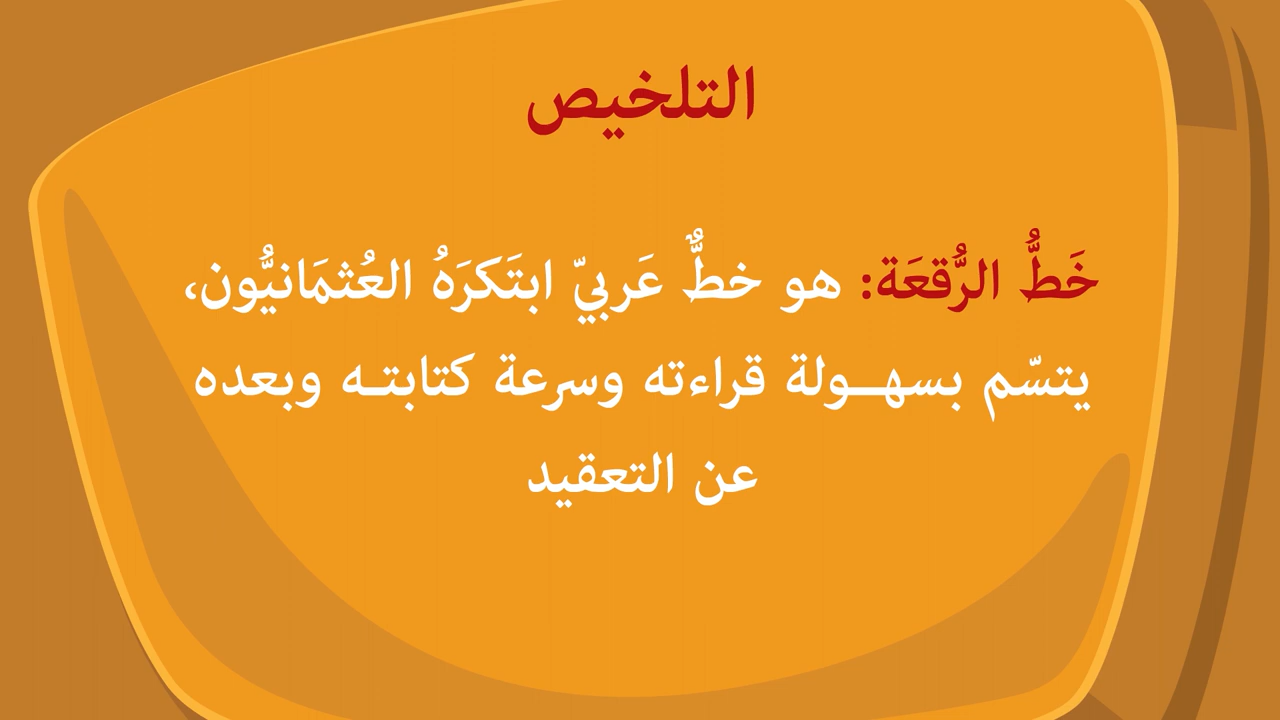 التلخيص
خَطُّ الرُّقعَة: هو خطٌّ عَربيّ ابتَكرَهُ العُثمَانيُّون،
يتسّم بسهـــولة قراءته وسرعة كتابتـه وبعده
عن التعقيد